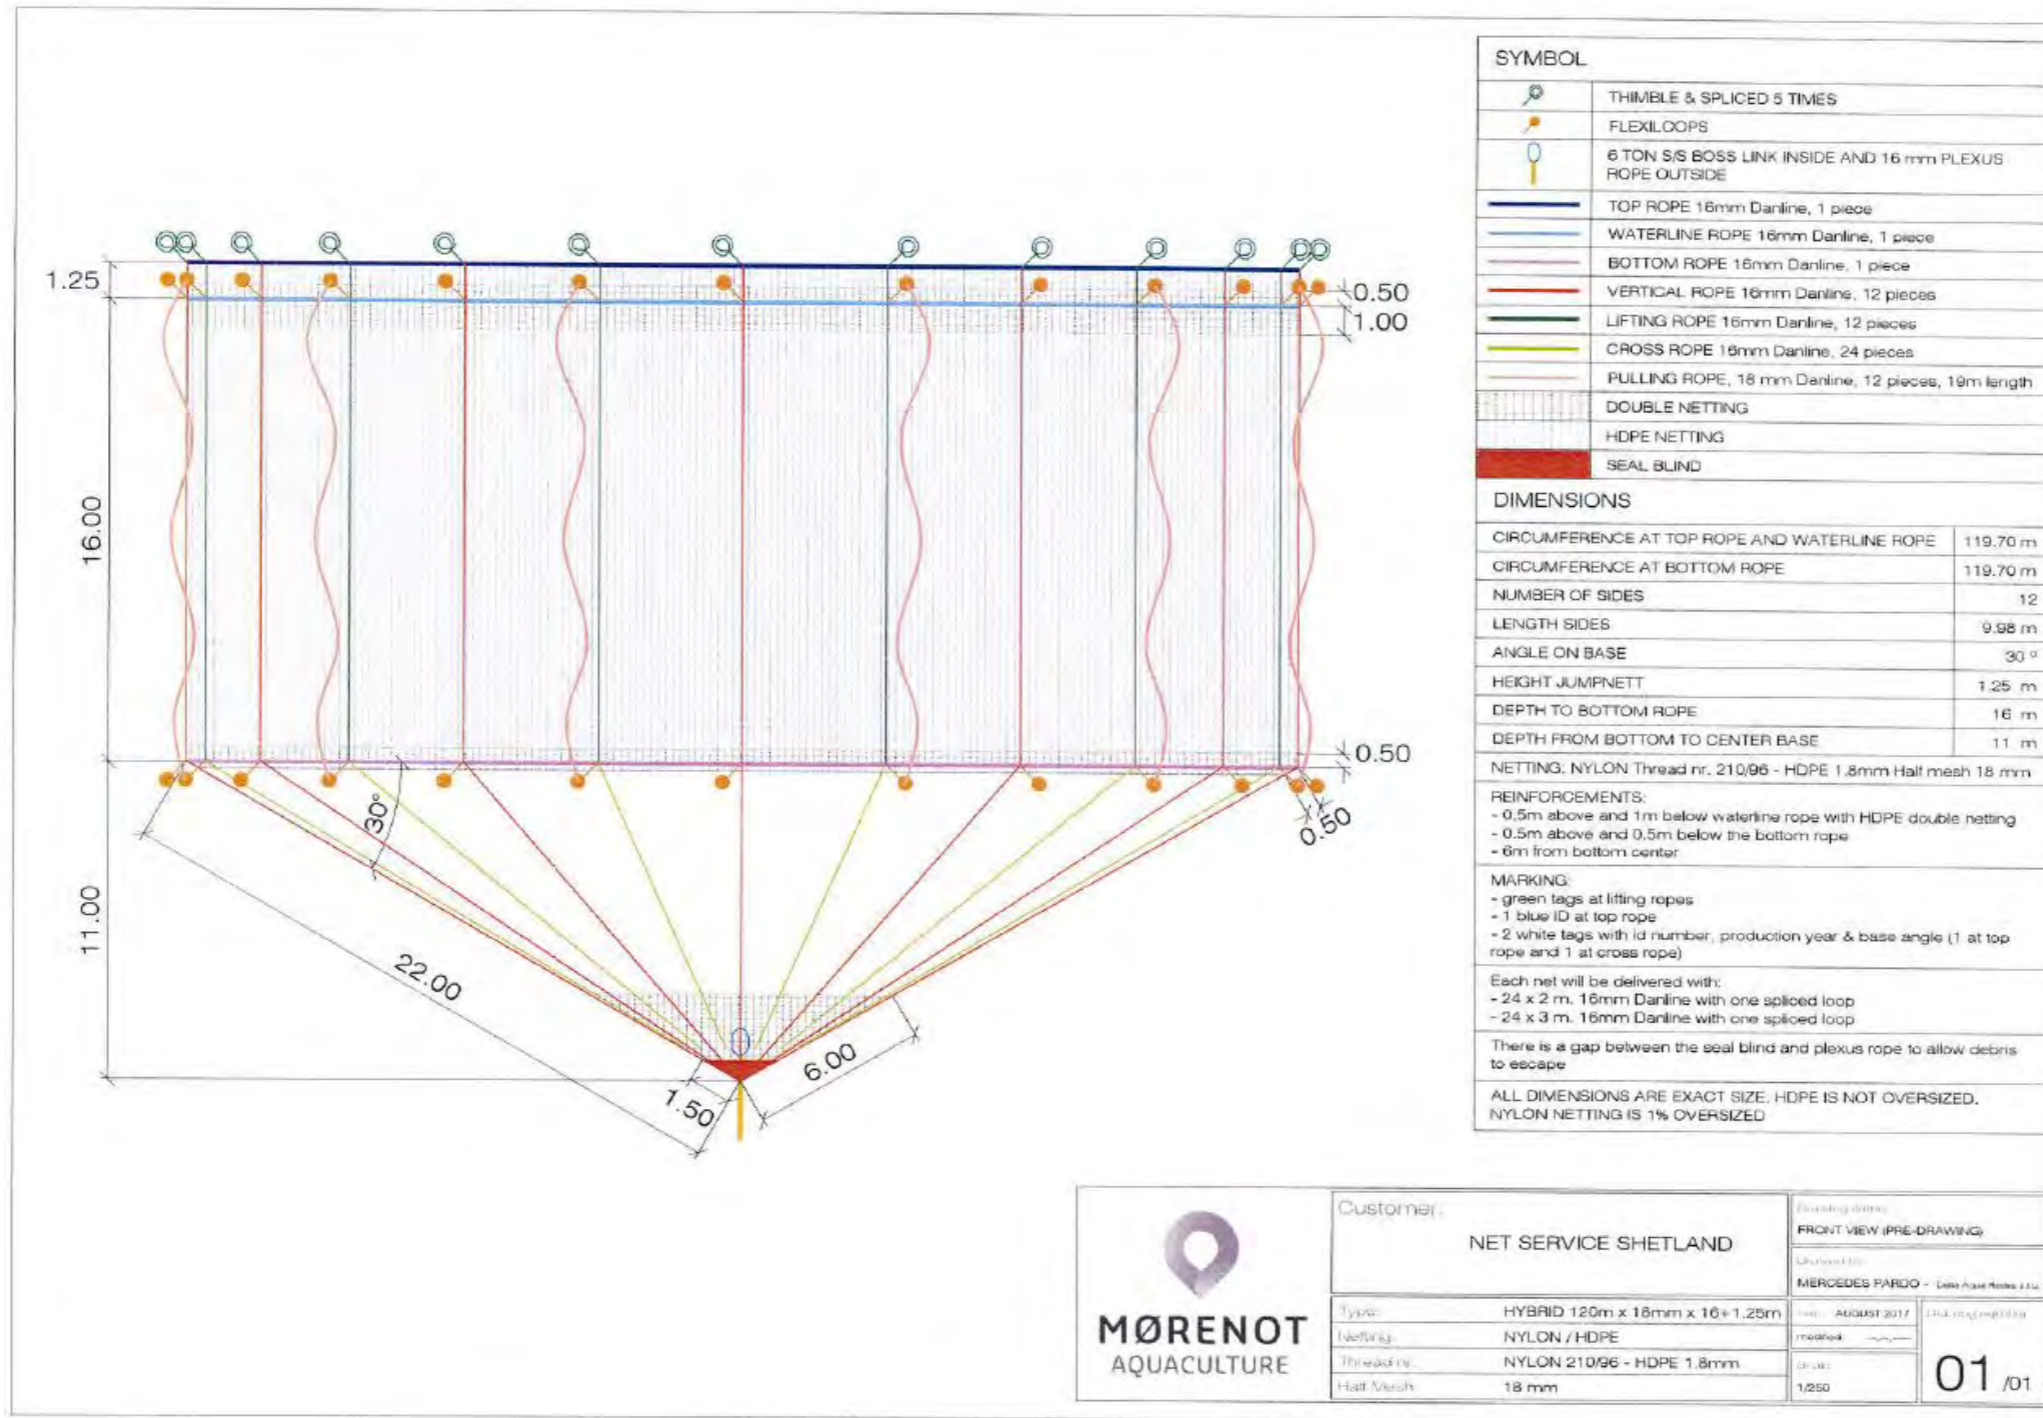 1.25
16.00
11.00
0.50
1.00
0.50
0.50
30°
22.00
6.00
1.50
SYMBOL
THIMBLE & SPLICED 5 TIMES
FLEXILOOPS
6 TON S/S BOSS LINK INSIDE AND 16 mm PLEXUS
ROPE OUTSIDE
TOP ROPE 16mm Danline, 1 piece
WATERLINE ROPE 16mm Danline, 1 piece
BOTTOM ROPE 16mm Danline, 1 piece
VERTICAL ROPE 16mm Danline, 12 pieces
LIFTING ROPE 16mm Danline, 12 pieces
CROSS ROPE 16mm Danline, 24 pieces
PULLING ROPE, 18 mm Danline, 12 pieces, 19m length
DOUBLE NETTING
HDPE NETTING
SEAL BLIND
DIMENSIONS
CIRCUMFERENCE AT TOP ROPE AND WATERLINE ROPE 119.70 m
CIRCUMFERENCE AT BOTTOM ROPE 119.70 m
NUMBER OF SIDES 12
LENGTH SIDES 9.98 m
ANGLE ON BASE 30 º
HEIGHT JUMPNETT 1.25 m
DEPTH TO BOTTOM ROPE 16 m
DEPTH FROM BOTTOM TO CENTER BASE 11 m
NETTING: NYLON Thread nr. 210/96 - HDPE 1.8mm Half mesh 18 mm
REINFORCEMENTS:
- 0,5m above and 1m below waterline rope with HDPE double netting
- 0.5m above and 0.5m below the bottom rope
- 6m from bottom center
MARKING:
- green tags at lifting ropes
- 1 blue ID at top rope
- 2 white tags with id number, production year & base angle (1 at top
rope and 1 at cross rope)
Each net will be delivered with:
- 24 x 2 m. 16mm Danline with one spliced loop
- 24 x 3 m. 16mm Danline with one spliced loop
There is a gap between the seal blind and plexus rope to allow debris
to escape
ALL DIMENSIONS ARE EXACT SIZE. HDPE IS NOT OVERSIZED.
NYLON NETTING IS 1% OVERSIZED
MØRENOT
AQUACULTURE
Customer:
NET SERVICE SHETLAND
Type: HYBRID 120m x 18mm x 16+1.25m
Netting: NYLON / HDPE
Thread nr. NYLON 210/96 - HDPE 1.8mm
Half Mesh: 18 mm
FRONT VIEW (PRE-DRAWING)
MERCEDES PARDO -
AUGUST 2017
modified:
1/250
01 /01